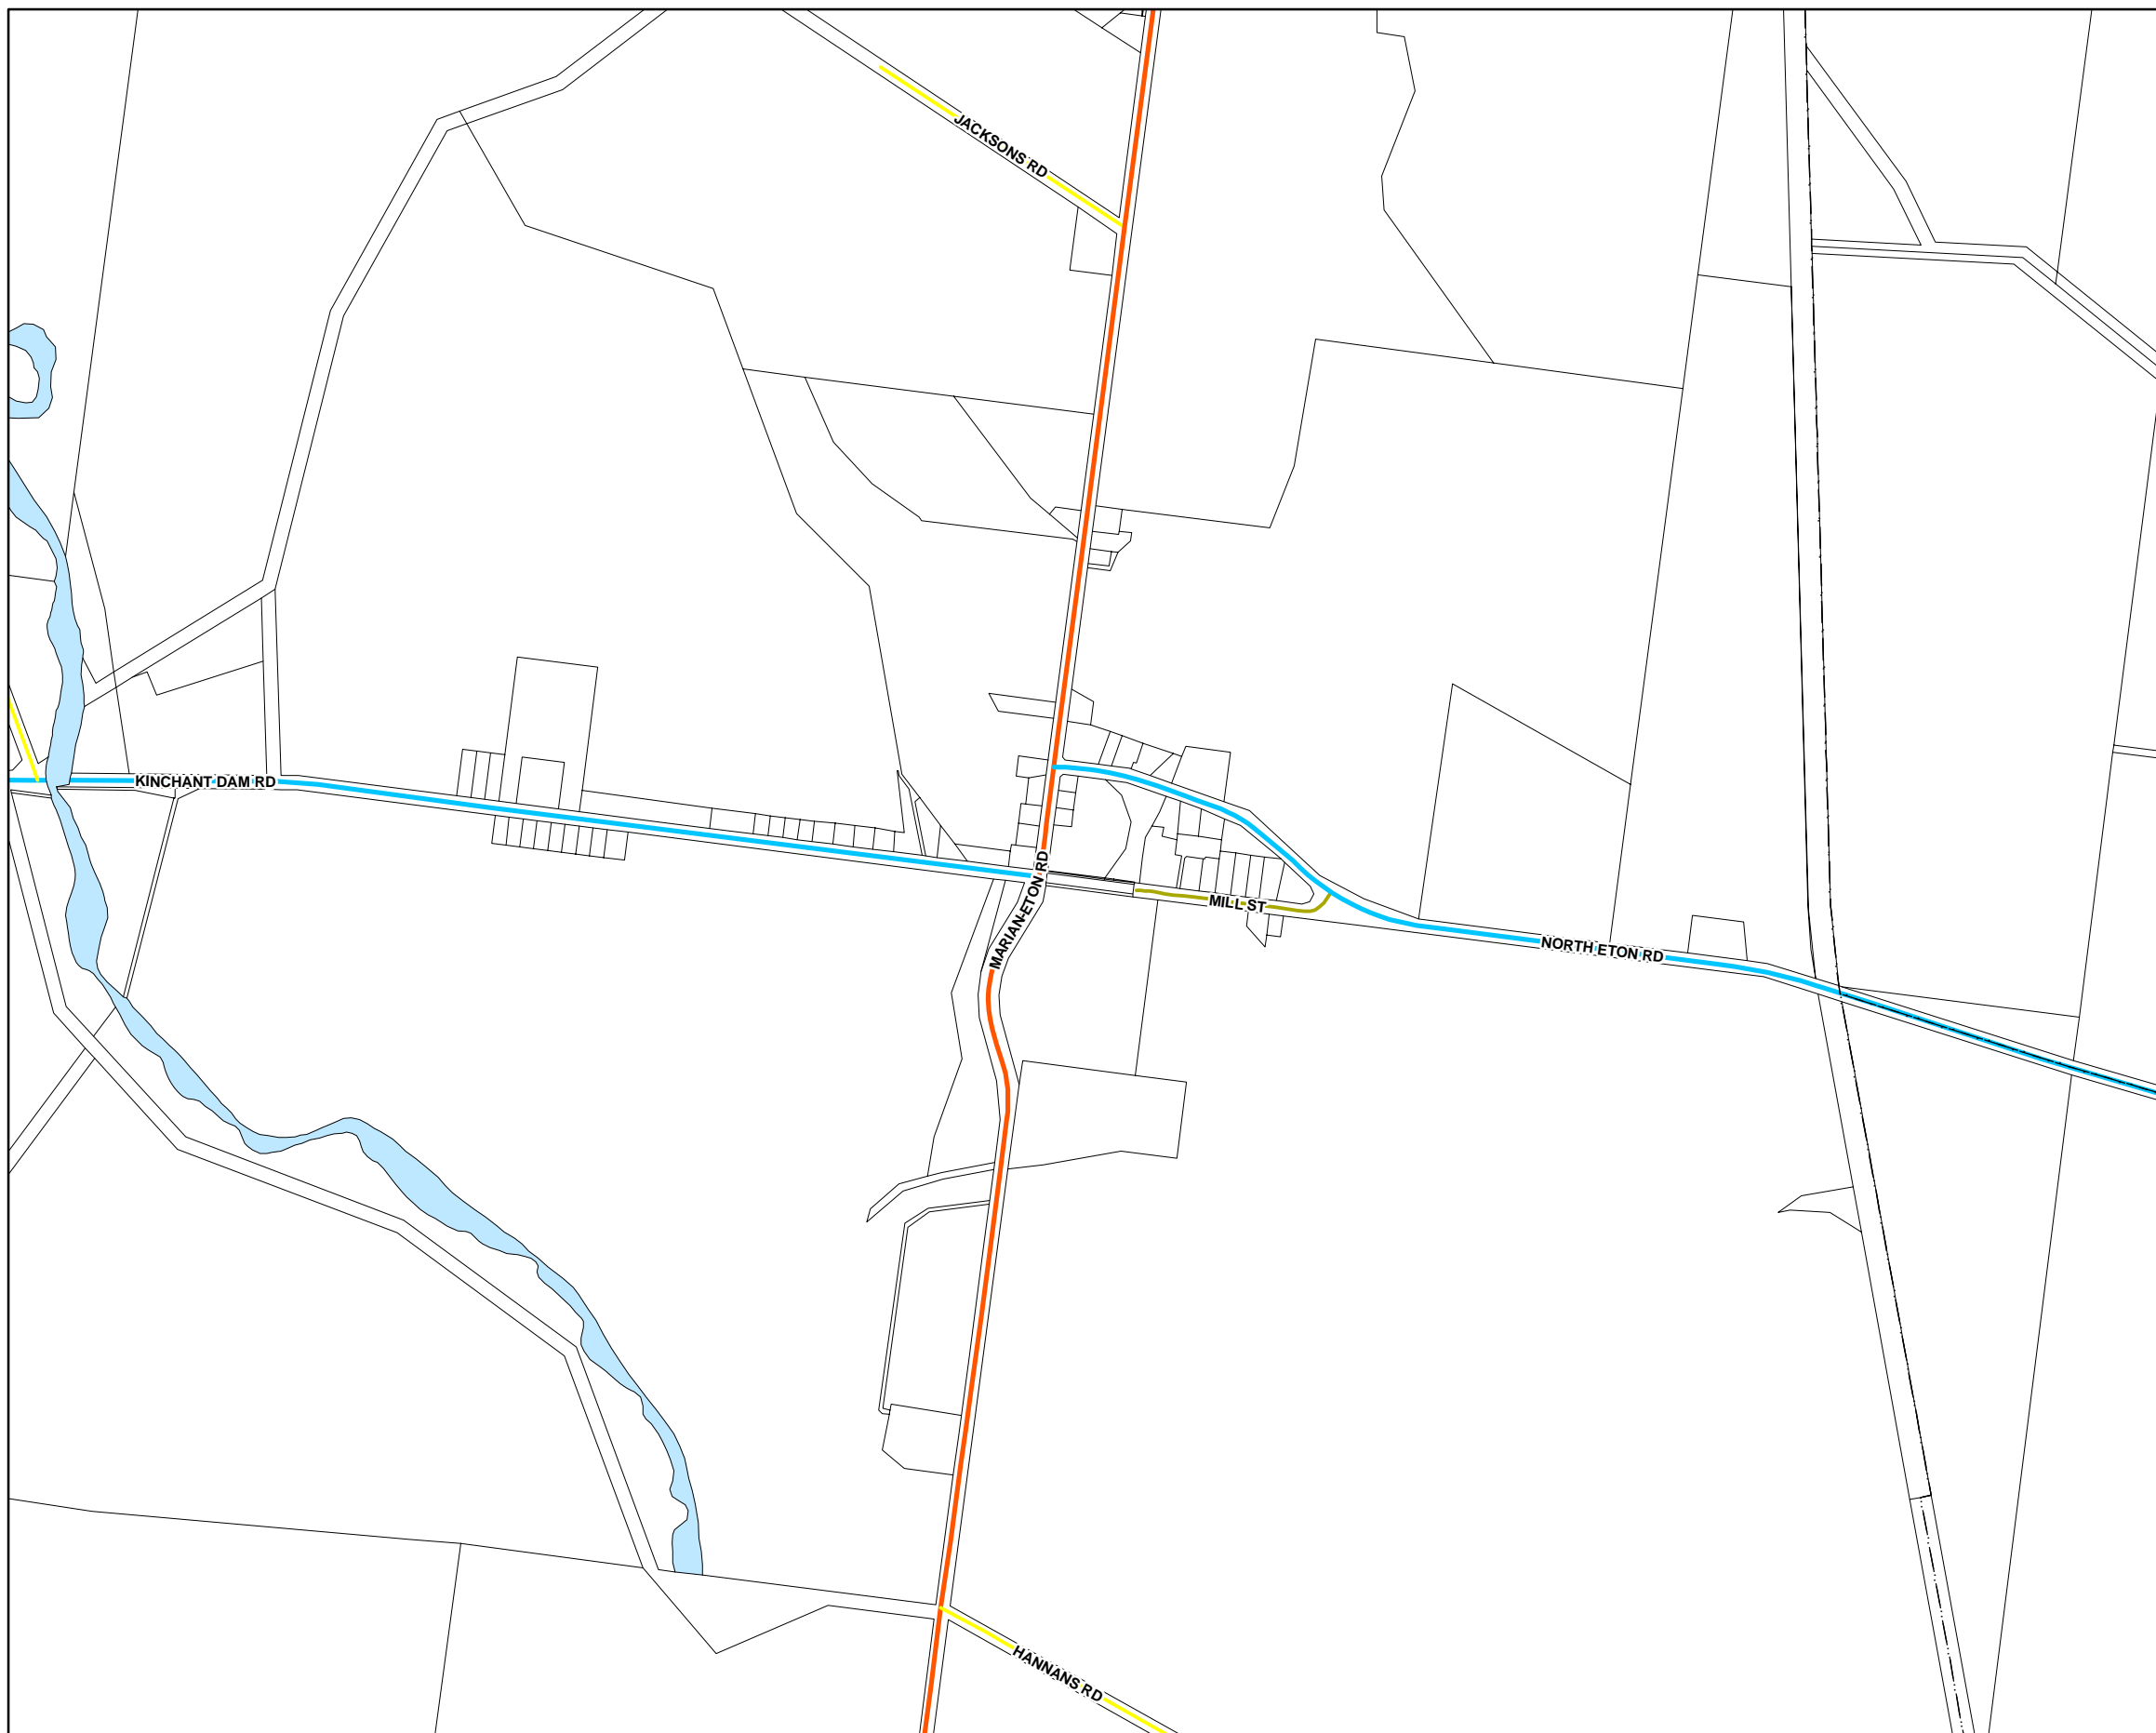 JACKSONS RD
KINCHANT DAM RD
MARIAN-ETON RD
MILL ST
NORTH ETON RD
HANNANS RD